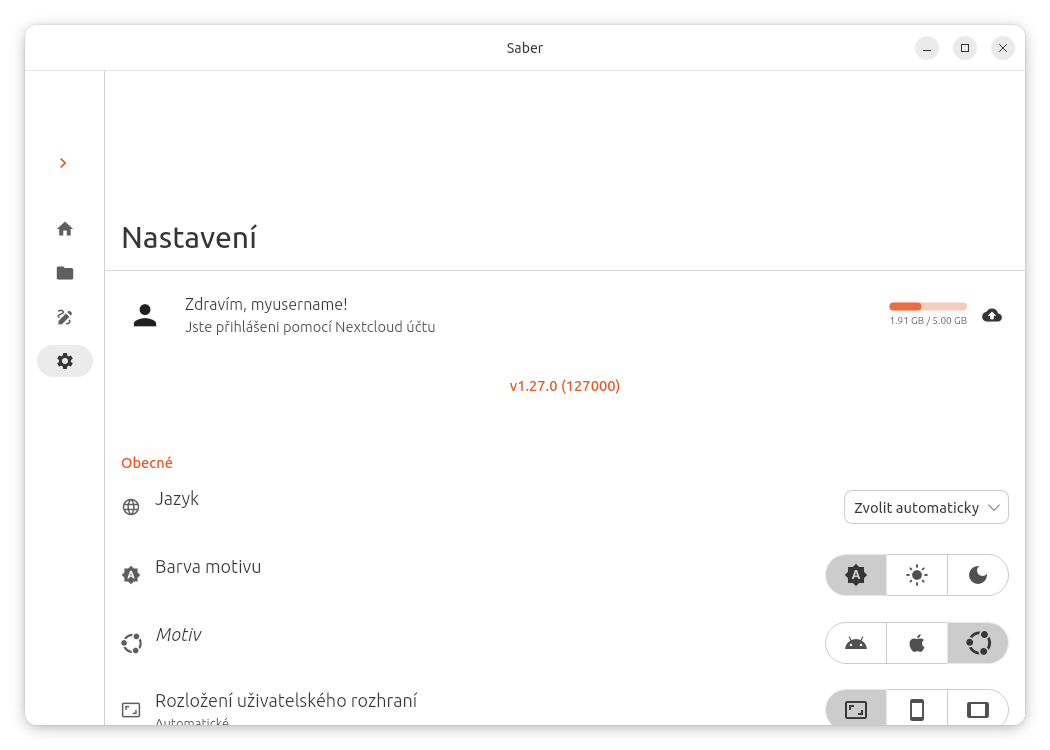 Saber
Nastavení
Zdravím, myusername!
Jste přihlášeni pomocí Nextcloud účtu
1.91 GB / 5.00 GB
v1.27.0 (127000)
Obecné
Jazyk
Zvolit automaticky
Barva motivu
Motiv
Rozložení uživatelského rozhraní
Automatické